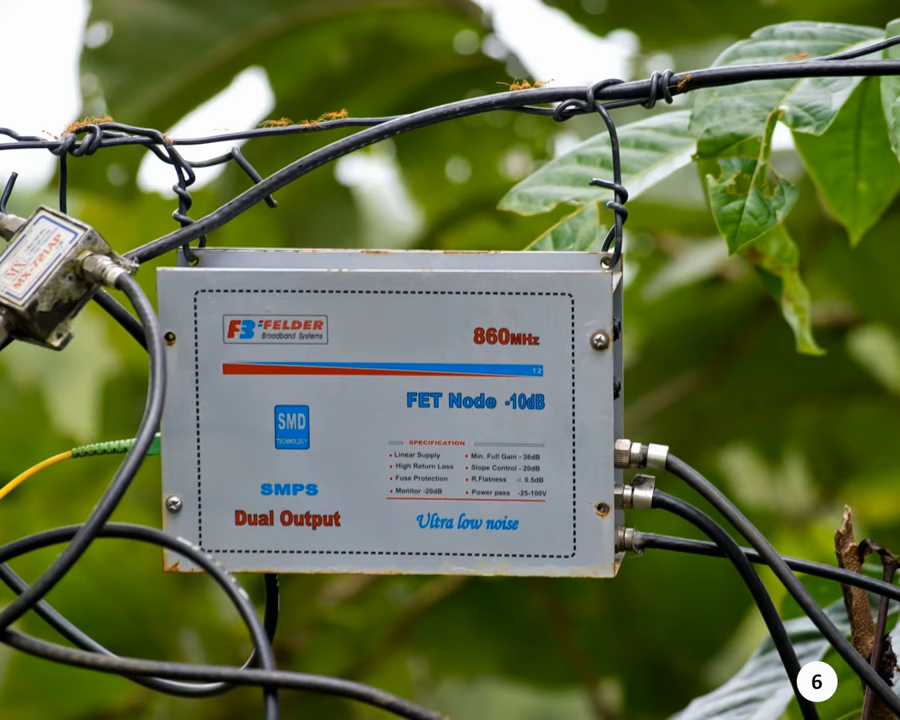 MX-721AP
FB FELDER
Broadband Systems
860MHz
12
FET Node -10dB
SMD
TECHNOLOGY
SPECIFICATION
• Linear Supply
• High Return Loss
• Fuse Protection
• Monitor -20dB
• Min. Full Gain - 38dB
• Slope Control - 20dB
• R.Flatness < 0.5dB
• Power pass -25-100V
SMPS
Dual Output
Ultra low noise
6